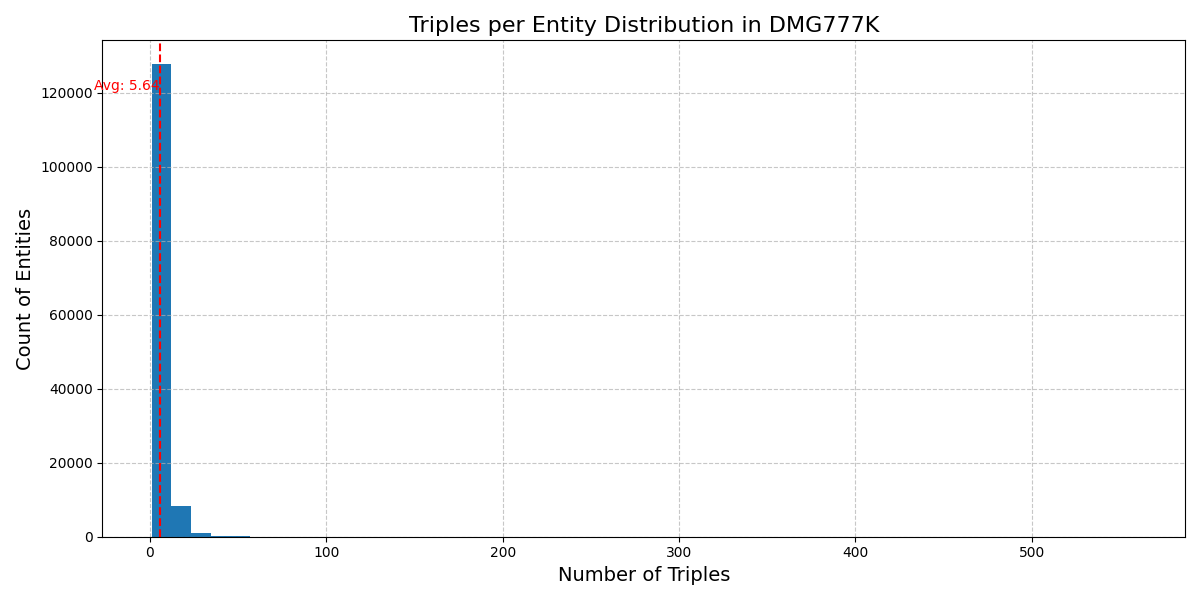 Triples per Entity Distribution in DMG777K
Avg: 5.64
120000
100000
80000
60000
40000
20000
0
Count of Entities
0 100 200 300 400 500
Number of Triples